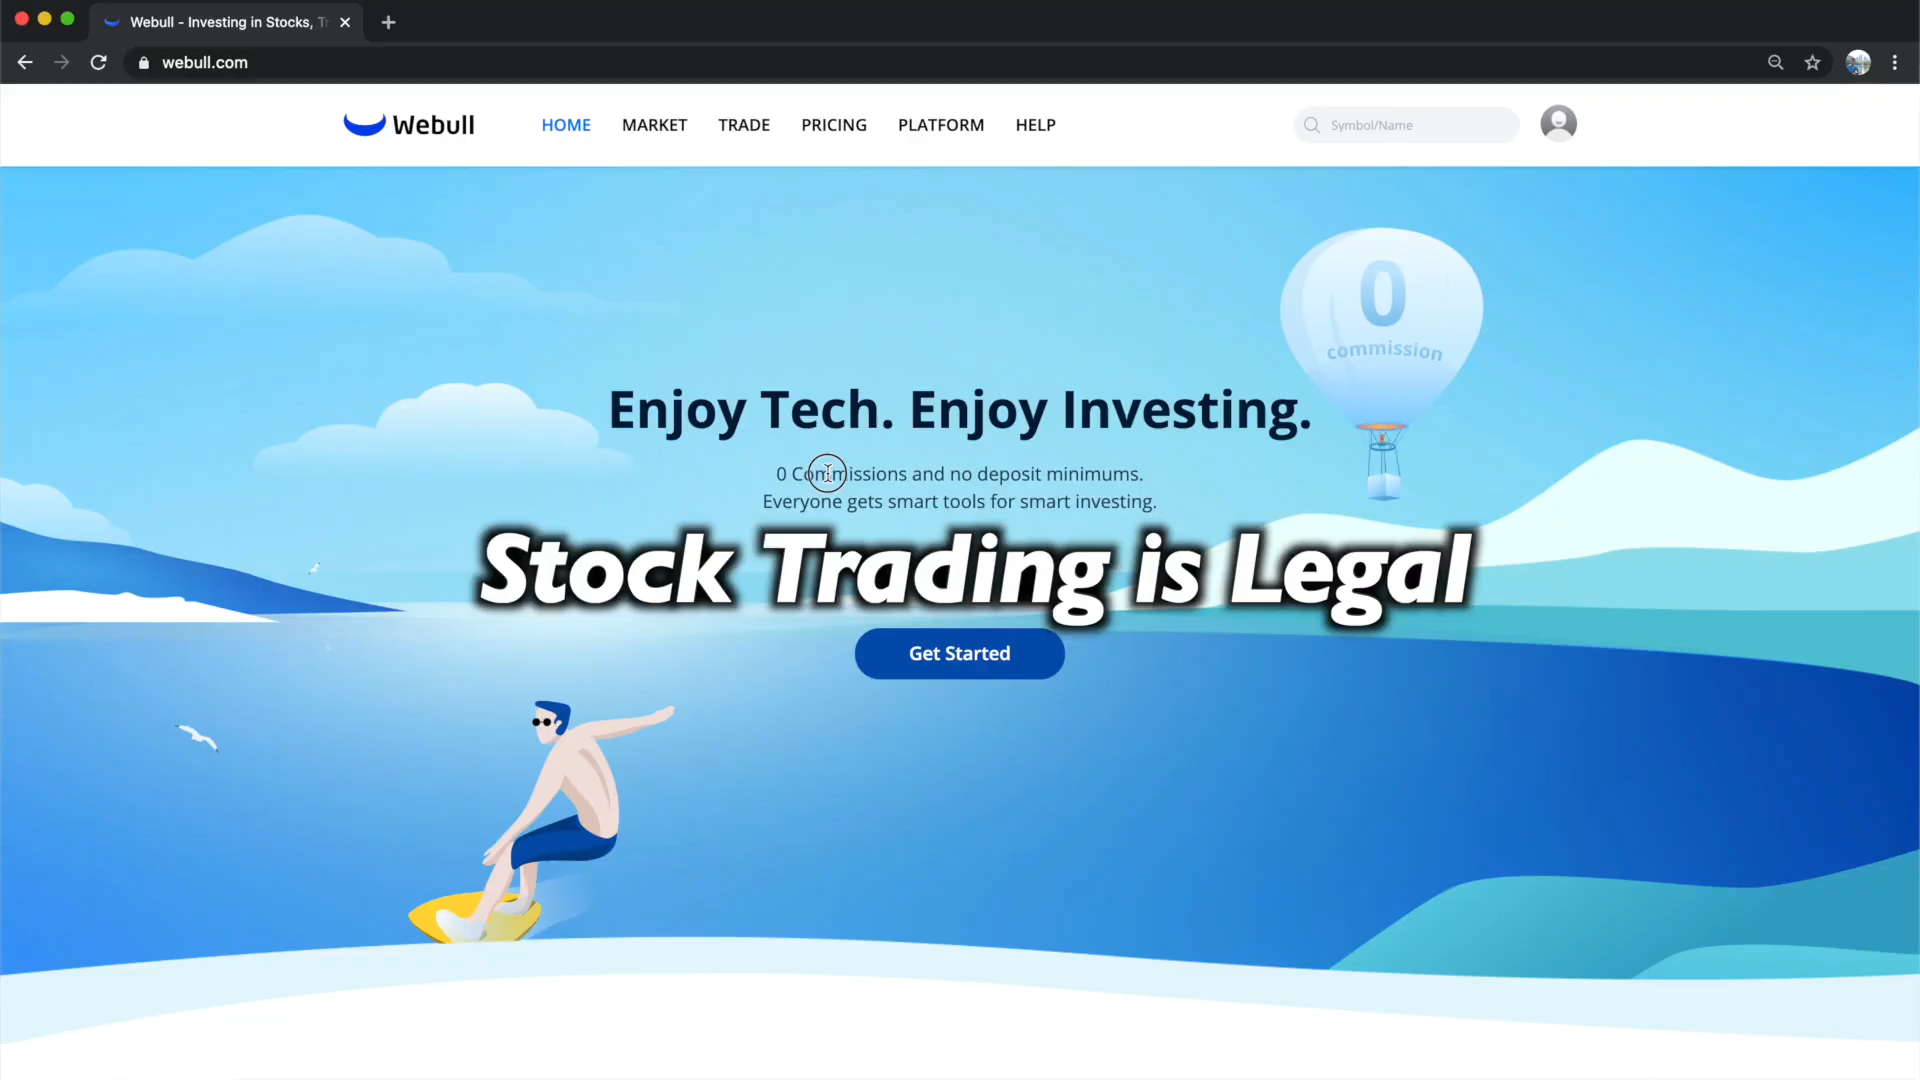 Webull - Investing in Stocks, Tr
webull.com
Webull
HOME
MARKET
TRADE
PRICING
PLATFORM
HELP
Symbol/Name
0
commission
Enjoy Tech. Enjoy Investing.
0 Commissions and no deposit minimums.
Everyone gets smart tools for smart investing.
Stock Trading is Legal
Get Started